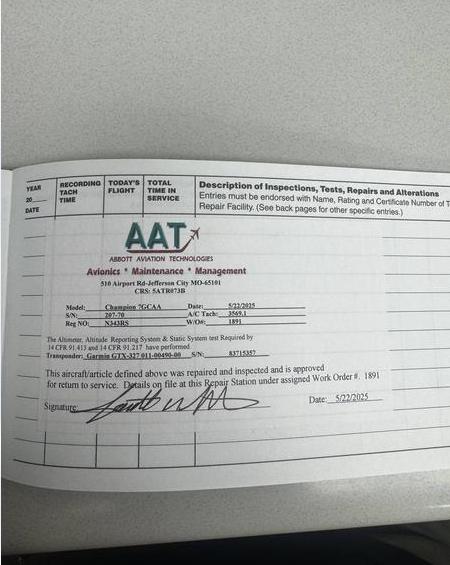 YEAR
20___
DATE
RECORDING
TACH
TIME
TODAY'S
FLIGHT
TOTAL
TIME IN
SERVICE
Description of Inspections, Tests, Repairs and Alterations
Entries must be endorsed with Name, Rating and Certificate Number of T
Repair Facility. (See back pages for other specific entries.)
AAT
ABBOTT AVIATION TECHNOLOGIES
Avionics * Maintenance * Management
510 Airport Rd-Jefferson City MO-65101
CRS: 5ATR073B
Model: Champion 7GCAA Date: 5/22/2025
S/N: 207-70 A/C Tach: 3569.1
Reg NO: N343RS W/O#: 1891
The Altimeter, Altitude Reporting System & Static System test Required by
14 CFR 91.413 and 14 CFR 91.217 have performed.
Transponder: Garmin GTX-327 011-00490-00 S/N: 83715357
This aircraft/article defined above was repaired and inspected and is approved
for return to service. Details on file at this Repair Station under assigned Work Order #. 1891
Signature: Date: 5/22/2025